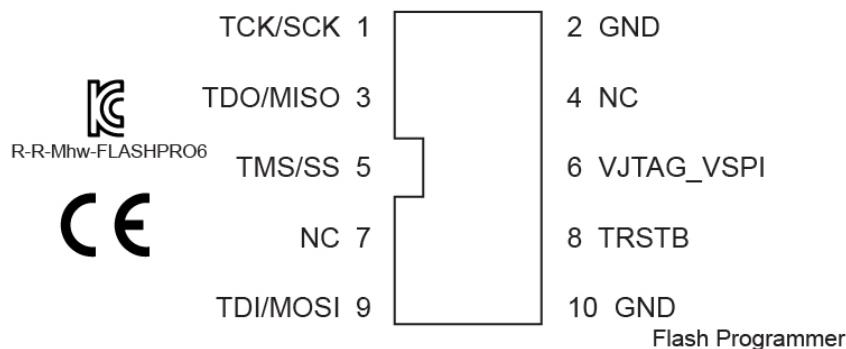 TCK/SCK 1 2 GND
TDO/MISO 3 4 NC
R-R-Mhw-FLASHPRO6
TMS/SS 5 6 VJTAG_VSPI
NC 7 8 TRSTB
TDI/MOSI 9 10 GND
Flash Programmer